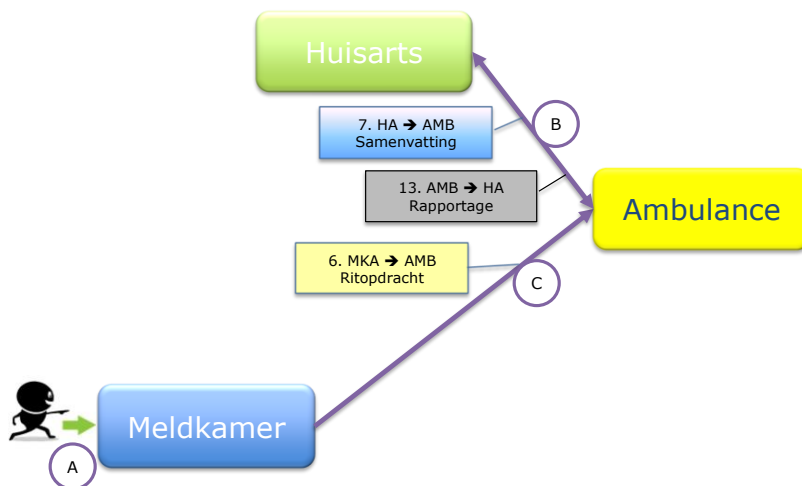 Huisarts
7. HA ➔ AMB
Samenvatting
B
13. AMB ➔ HA
Rapportage
Ambulance
6. MKA ➔ AMB
Ritopdracht
C
Meldkamer
A